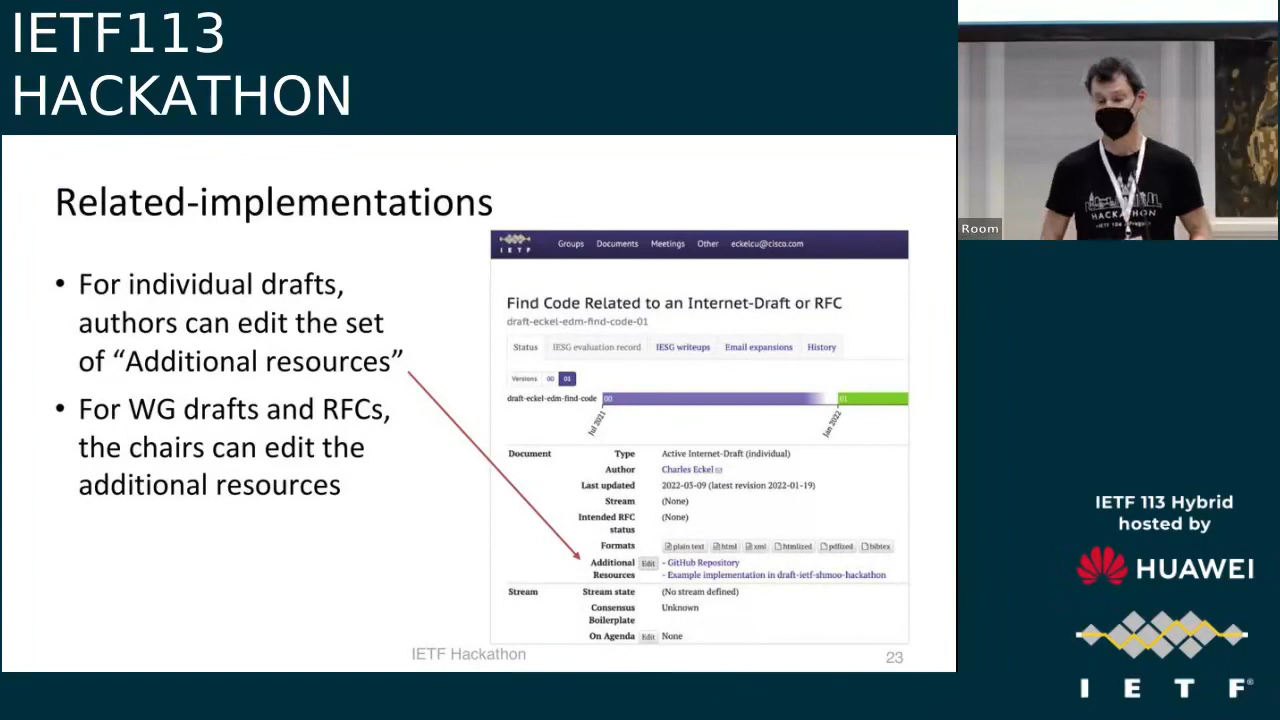 IETF113
HACKATHON
Room
Related-implementations
• For individual drafts,
authors can edit the set
of “Additional resources”
• For WG drafts and RFCs,
the chairs can edit the
additional resources
IETF
Groups Documents Meetings Other eckelcu@cisco.com
Find Code Related to an Internet-Draft or RFC
draft-eckel-edm-find-code-01
Status IESG evaluation record IESG writeups Email expansions History
Versions 00 01
draft-eckel-edm-find-code 00 01
Jul 2021 Jan 2022
Document Type Active Internet-Draft (individual)
Author Charles Eckel
Last updated 2022-03-09 (latest revision 2022-01-19)
Stream (None)
Intended RFC (None)
status
Formats plain text html xml htmlized pdfized bibtex
Additional Edit - GitHub Repository
Resources - Example implementation in draft-ietf-shmoo-hackathon
Stream Stream state (No stream defined)
Consensus Unknown
Boilerplate
On Agenda Edit None
IETF Hackathon 23
HACKATHON
IETF 113 Hybrid
hosted by
HUAWEI
I E T F®